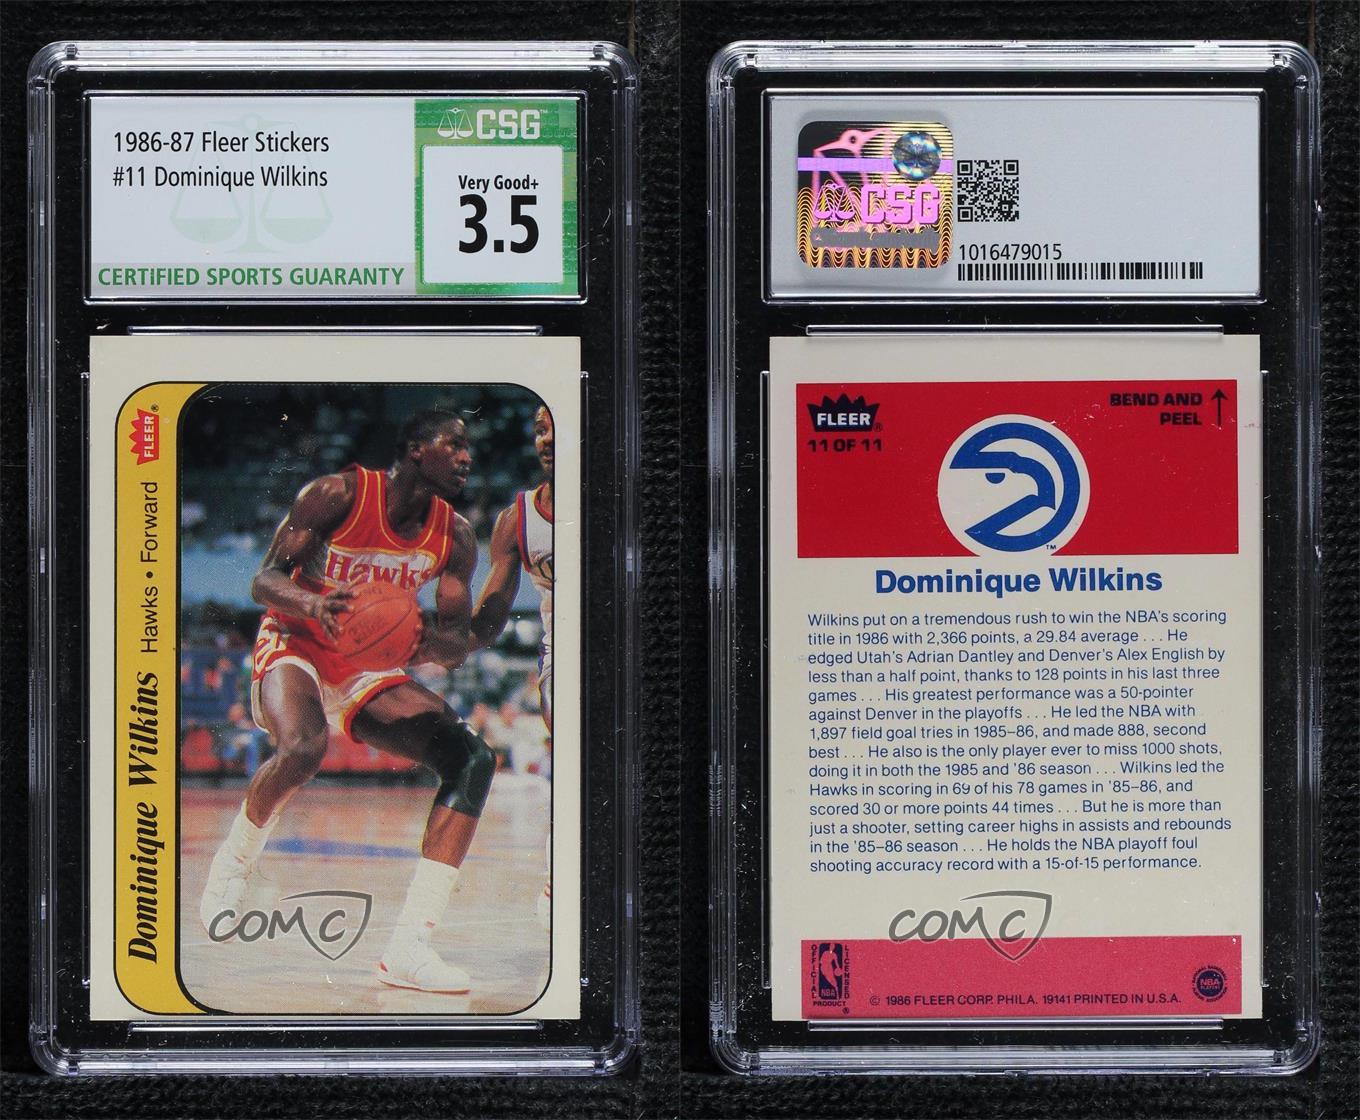 1986-87 Fleer Stickers
#11 Dominique Wilkins
CERTIFIED SPORTS GUARANTY
CSG™
Very Good+
3.5
FLEER®
Dominique Wilkins Hawks • Forward
Hawks
COMC
CSG
1016479015
FLEER®
11 OF 11
BEND AND
PEEL
TM
Dominique Wilkins
Wilkins put on a tremendous rush to win the NBA's scoring
title in 1986 with 2,366 points, a 29.84 average . . . He
edged Utah's Adrian Dantley and Denver's Alex English by
less than a half point, thanks to 128 points in his last three
games . . . His greatest performance was a 50-pointer
against Denver in the playoffs . . . He led the NBA with
1,897 field goal tries in 1985-86, and made 888, second
best . . . He also is the only player ever to miss 1000 shots,
doing it in both the 1985 and '86 season . . . Wilkins led the
Hawks in scoring in 69 of his 78 games in '85-86, and
scored 30 or more points 44 times . . . But he is more than
just a shooter, setting career highs in assists and rebounds
in the '85-86 season . . . He holds the NBA playoff foul
shooting accuracy record with a 15-of-15 performance.
COMC
OFFICIAL
LICENSED
NBA
PRODUCT®
© 1986 FLEER CORP. PHILA. 19141 PRINTED IN U.S.A.
NBA
PLAYERS